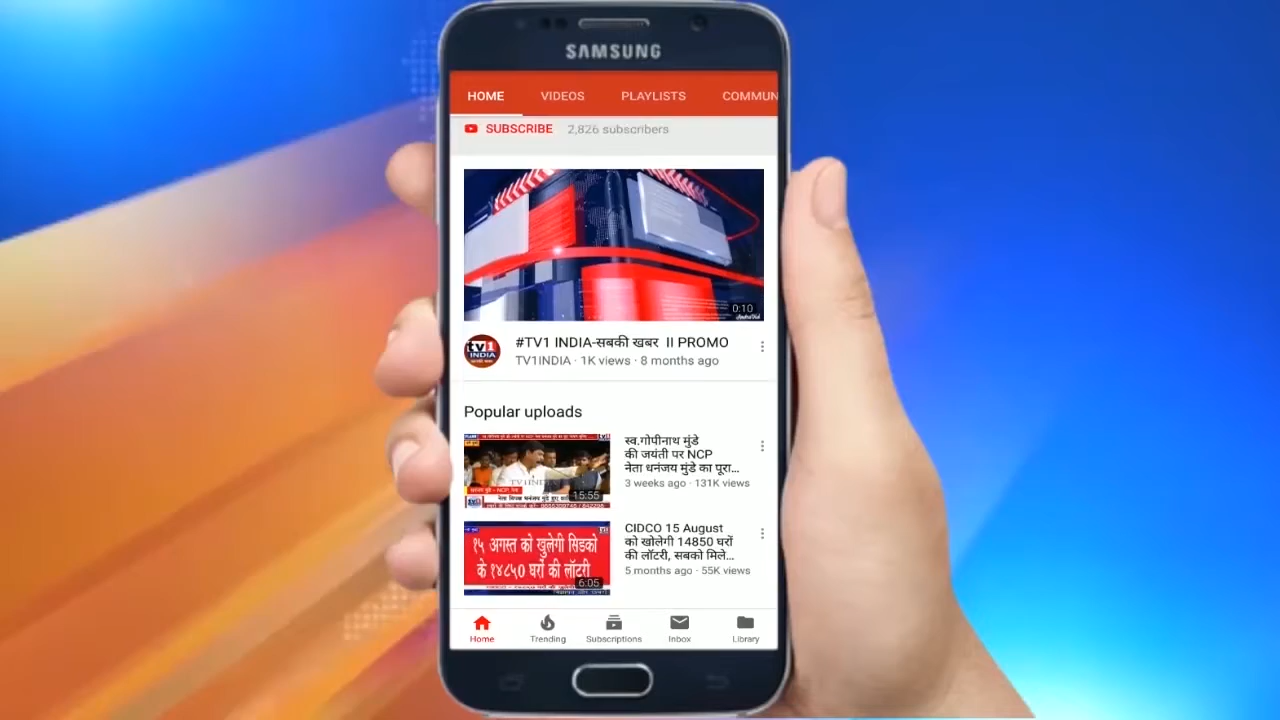 SAMSUNG
HOME VIDEOS PLAYLISTS COMMUN
SUBSCRIBE 2,826 subscribers
0:10
tv1
INDIA
#TV1 INDIA-सबकी खबर II PROMO
TV1INDIA · 1K views · 8 months ago
Popular uploads
TV1INDIA
15:55
स्व.गोपीनाथ मुंडे
की जयंती पर NCP
नेता धनंजय मुंडे का पूरा...
3 weeks ago · 131K views
१५ अगस्त को खुलेगी सिडको
के १४८५० घरों की लॉटरी
6:05
CIDCO 15 August
को खोलेगी 14850 घरों
की लॉटरी, सबको मिले...
5 months ago · 55K views
Home Trending Subscriptions Inbox Library